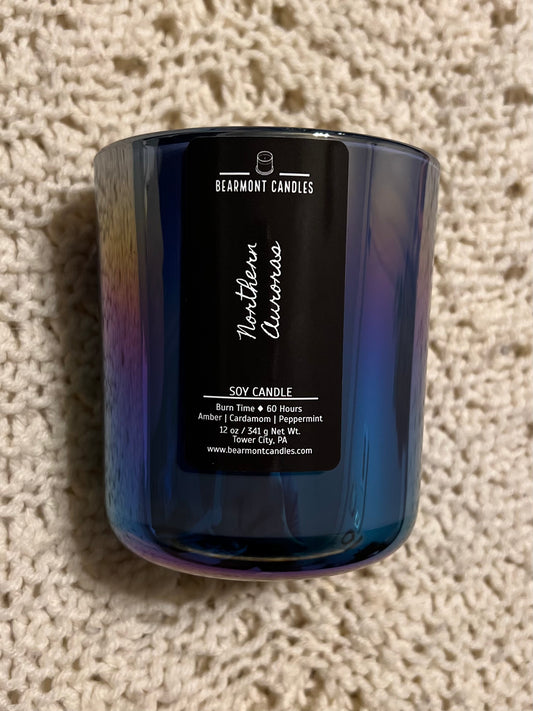 BEARMONT CANDLES
Northern
Auroras
SOY CANDLE
Burn Time ♦ 60 Hours
Amber | Cardamom | Peppermint
12 oz / 341 g Net Wt.
Tower City, PA
www.bearmontcandles.com